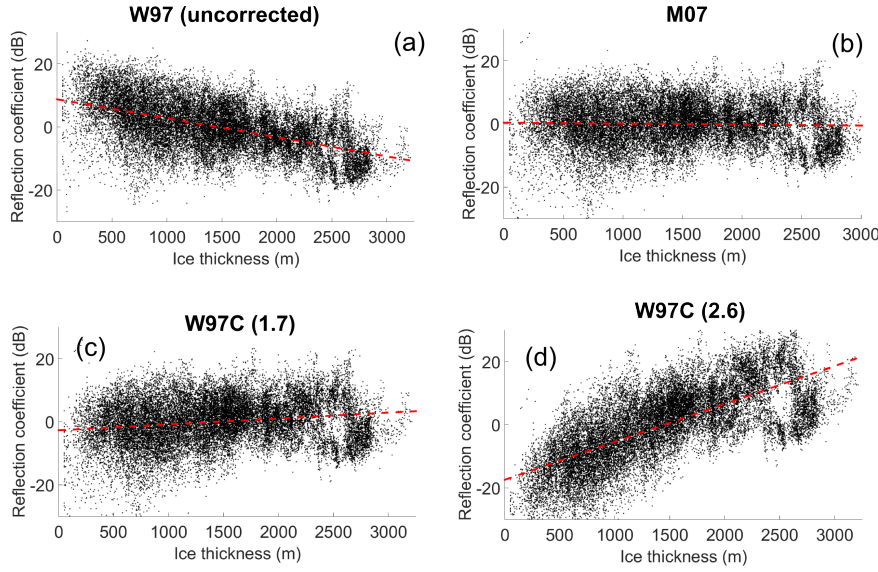 W97 (uncorrected)
(a)
Reflection coefficient (dB)
20
0
-20
0 500 1000 1500 2000 2500 3000
Ice thickness (m)
M07
(b)
Reflection coefficient (dB)
20
0
-20
0 500 1000 1500 2000 2500 3000
Ice thickness (m)
W97C (1.7)
(c)
Reflection coefficient (dB)
20
0
-20
0 500 1000 1500 2000 2500 3000
Ice thickness (m)
W97C (2.6)
(d)
Reflection coefficient (dB)
20
0
-20
0 500 1000 1500 2000 2500 3000
Ice thickness (m)